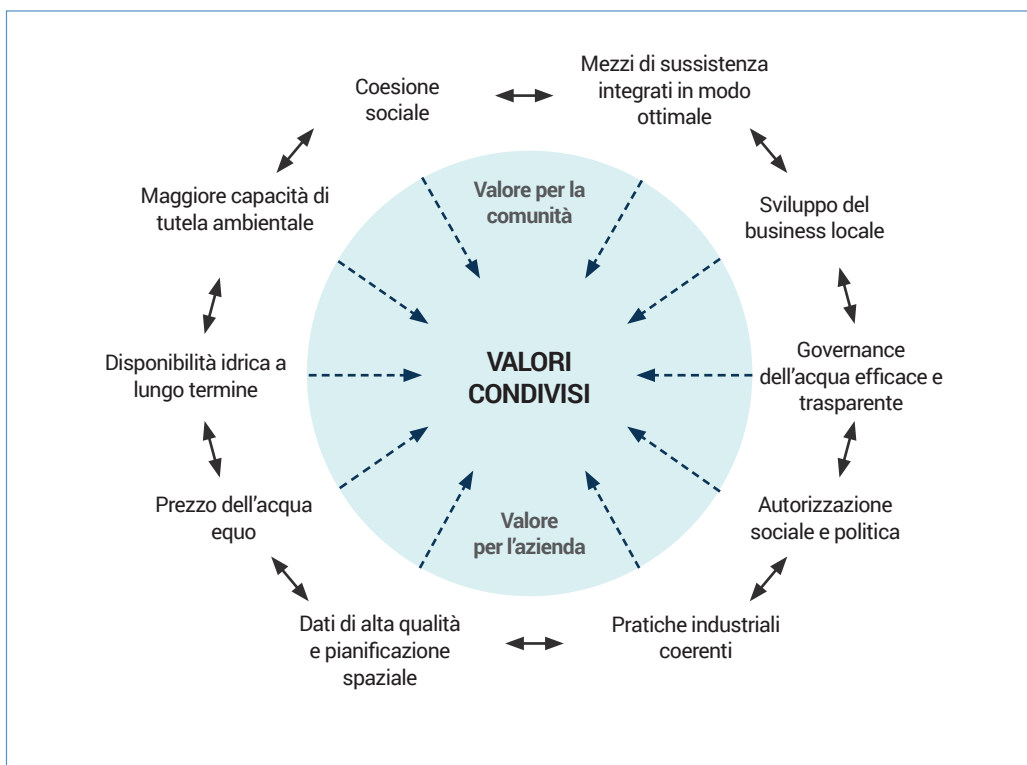 Coesione
sociale
Mezzi di sussistenza
integrati in modo
ottimale
Maggiore capacità di
tutela ambientale
Valore per la
comunità
Sviluppo del
business locale
Disponibilità idrica a
lungo termine
VALORI
CONDIVISI
Governance
dell'acqua efficace e
trasparente
Prezzo dell'acqua
equo
Valore
per l'azienda
Autorizzazione
sociale e politica
Dati di alta qualità
e pianificazione
spaziale
Pratiche industriali
coerenti